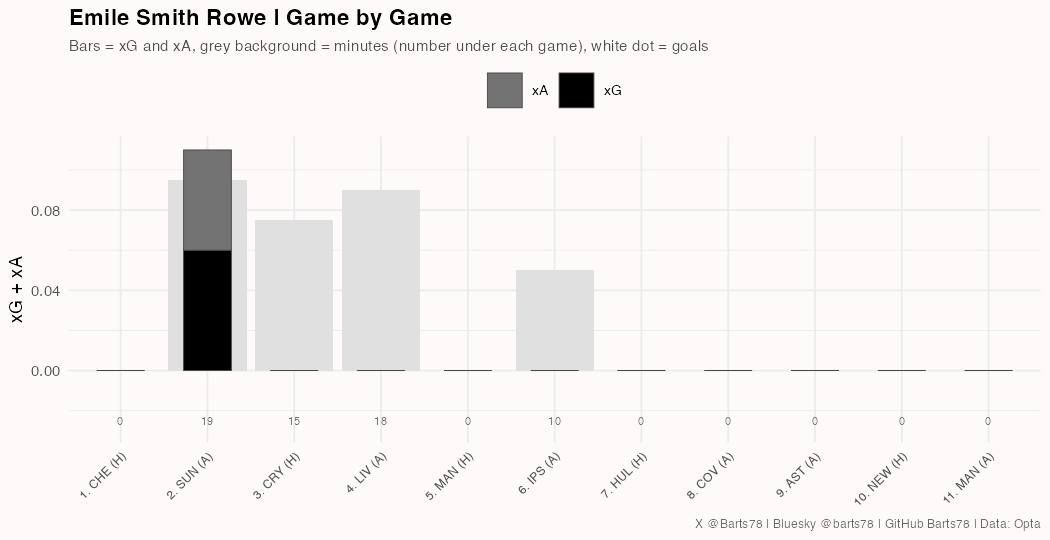 Emile Smith Rowe | Game by Game
Bars = xG and xA, grey background = minutes (number under each game), white dot = goals
xA
xG
xG + xA
0.08
0.04
0.00
0 19 15 18 0 10 0 0 0 0 0
1. CHE (H)
2. SUN (A)
3. CRY (H)
4. LIV (A)
5. MAN (H)
6. IPS (A)
7. HUL (H)
8. COV (A)
9. AST (A)
10. NEW (H)
11. MAN (A)
X @Barts78 | Bluesky @barts78 | GitHub Barts78 | Data: Opta